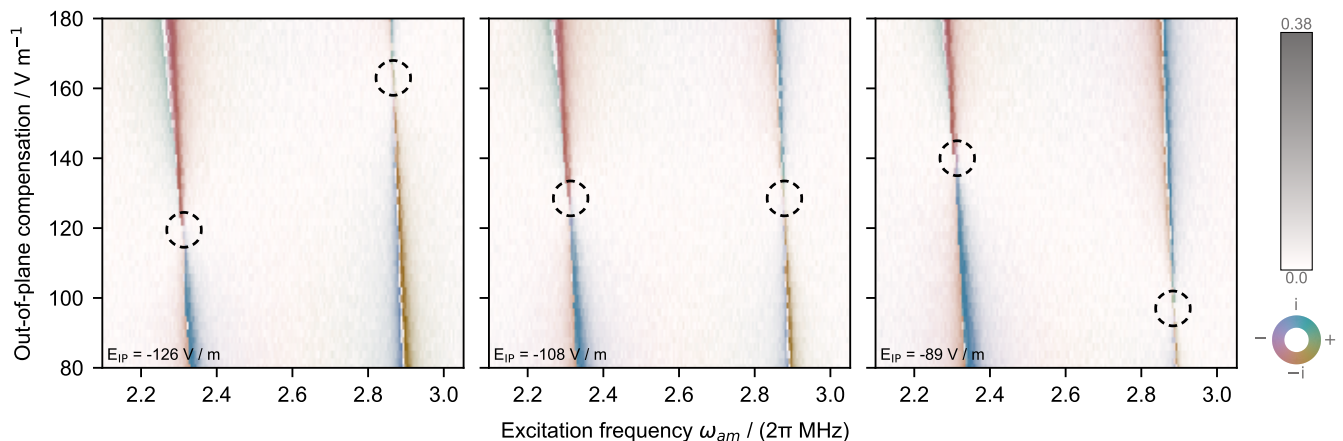 Out-of-plane compensation / V m⁻¹
180
160
140
120
100
80
E_IP = -126 V / m
E_IP = -108 V / m
E_IP = -89 V / m
2.2 2.4 2.6 2.8 3.0
2.2 2.4 2.6 2.8 3.0
2.2 2.4 2.6 2.8 3.0
Excitation frequency ω_am / (2π MHz)
0.38
0.0
i
− +
−i